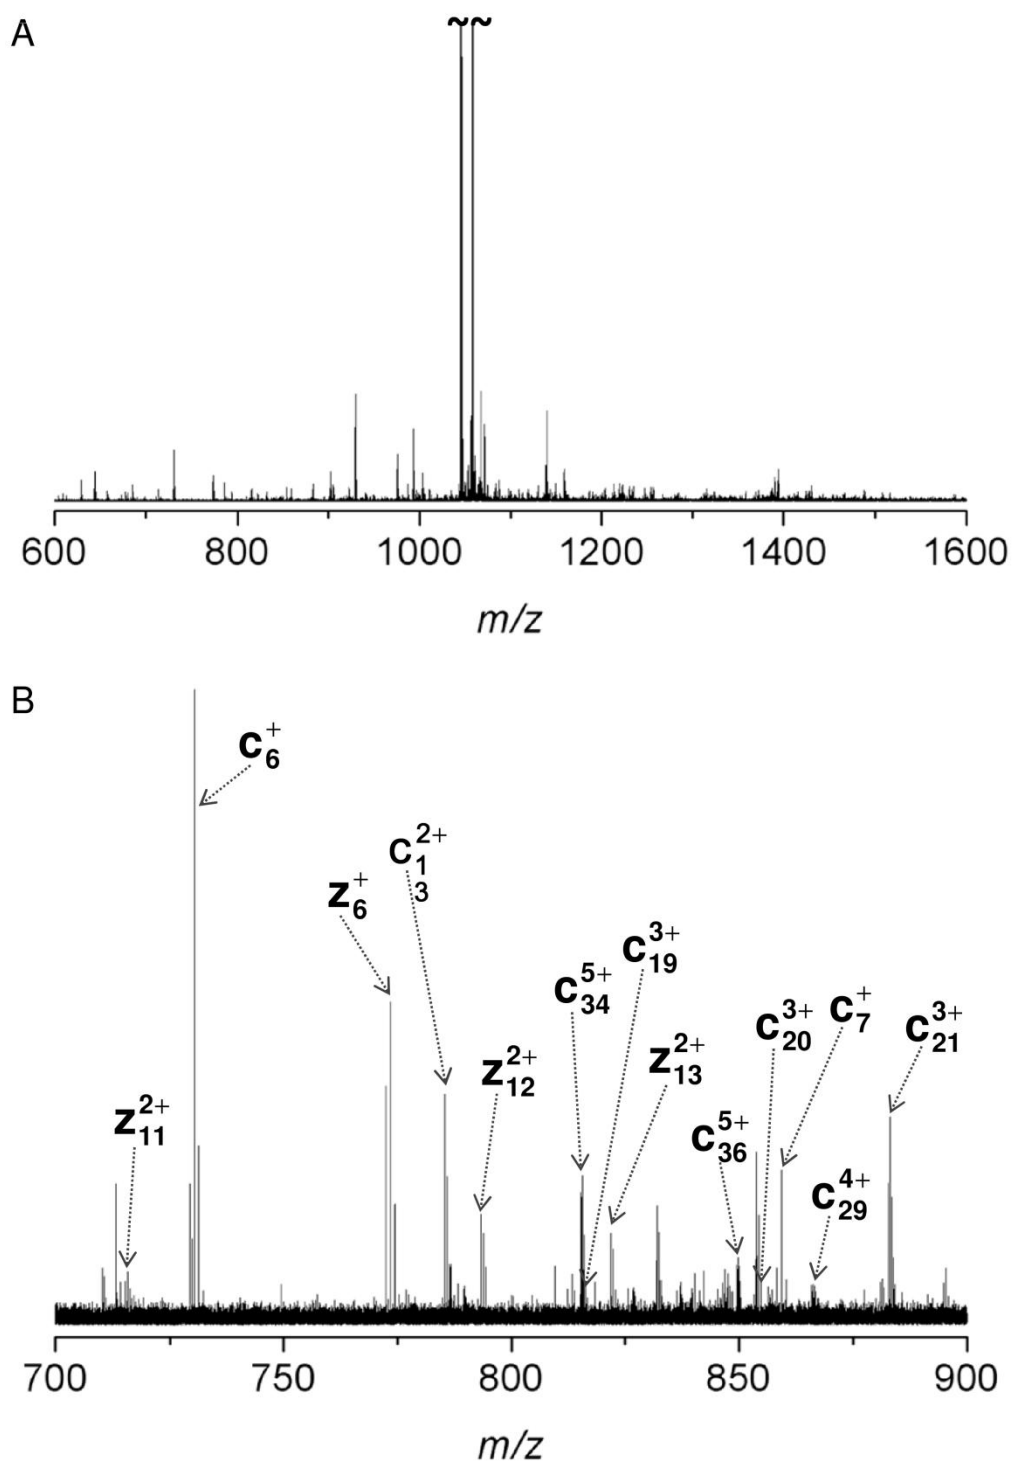 A
~ ~
600 800 1000 1200 1400 1600
m/z
B
c6+
c13 2+
z6+
c19 3+
c34 5+
c20 3+
c7+
c21 3+
z12 2+
z13 2+
z11 2+
c36 5+
c29 4+
700 750 800 850 900
m/z